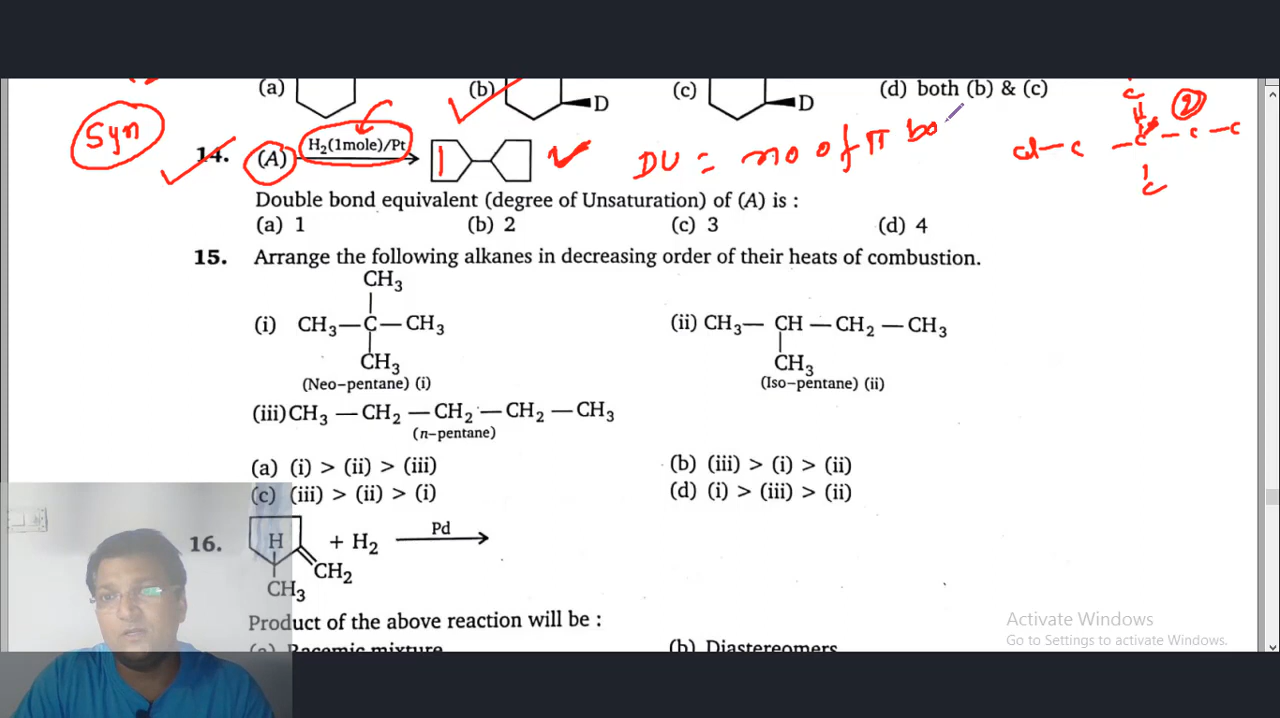 (a) (b) D (c) D (d) both (b) & (c)
Syn
14. (A) H2(1mole)/Pt DU = no of π bo
C
C 2
Cl-C -C-C-C
C
Double bond equivalent (degree of Unsaturation) of (A) is :
(a) 1 (b) 2 (c) 3 (d) 4
15. Arrange the following alkanes in decreasing order of their heats of combustion.
CH3
(i) CH3—C—CH3 (ii) CH3— CH —CH2 —CH3
CH3 CH3
(Neo-pentane) (i) (Iso-pentane) (ii)
(iii) CH3 —CH2 —CH2 —CH2 —CH3
(n-pentane)
(a) (i) > (ii) > (iii) (b) (iii) > (i) > (ii)
(c) (iii) > (ii) > (i) (d) (i) > (iii) > (ii)
16. H + H2 Pd
CH2
CH3
Product of the above reaction will be :
(a) Racemic mixture (b) Diastereomers
Activate Windows
Go to Settings to activate Windows.